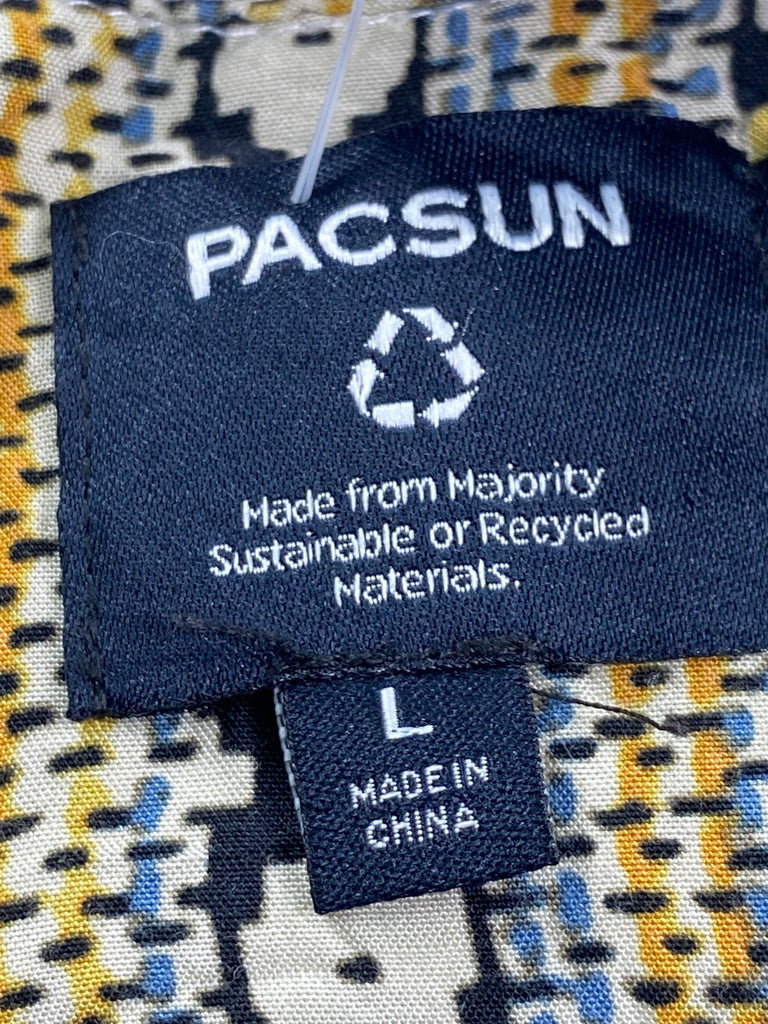 PACSUN
Made from Majority
Sustainable or Recycled
Materials.
L
MADE IN
CHINA